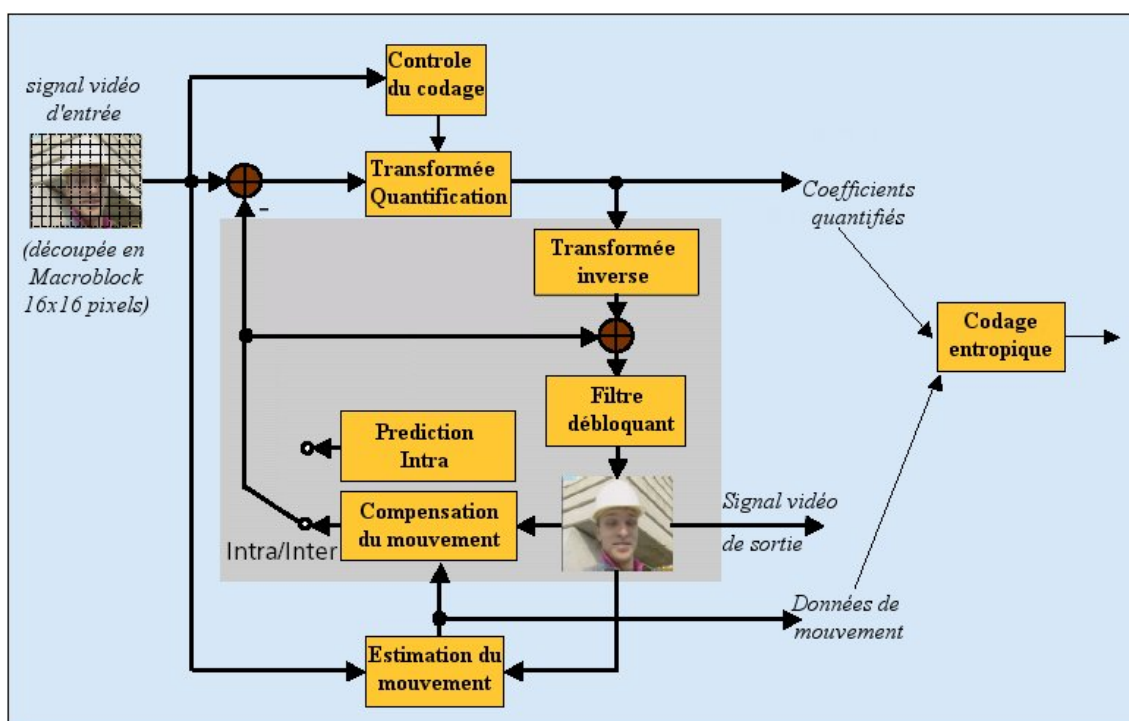 Controle
du codage
signal vidéo
d'entrée
Transformée
Quantification
-
Coefficients
quantifiés
(découpée en
Macroblock
16x16 pixels)
Transformée
inverse
Codage
entropique
Filtre
débloquant
Prediction
Intra
Compensation
du mouvement
Signal vidéo
de sortie
Intra/Inter
Données de
mouvement
Estimation du
mouvement